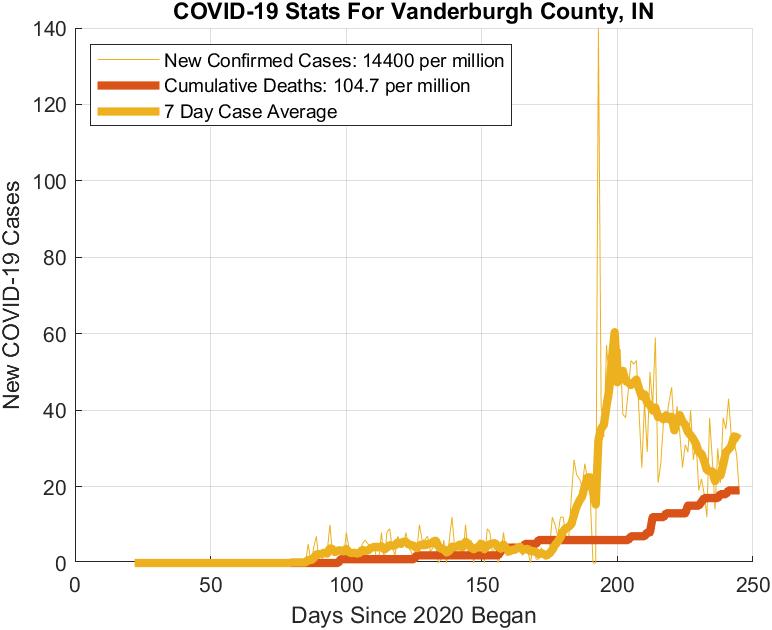 COVID-19 Stats For Vanderburgh County, IN
New Confirmed Cases: 14400 per million
Cumulative Deaths: 104.7 per million
7 Day Case Average
New COVID-19 Cases
140
120
100
80
60
40
20
0
0 50 100 150 200 250
Days Since 2020 Began